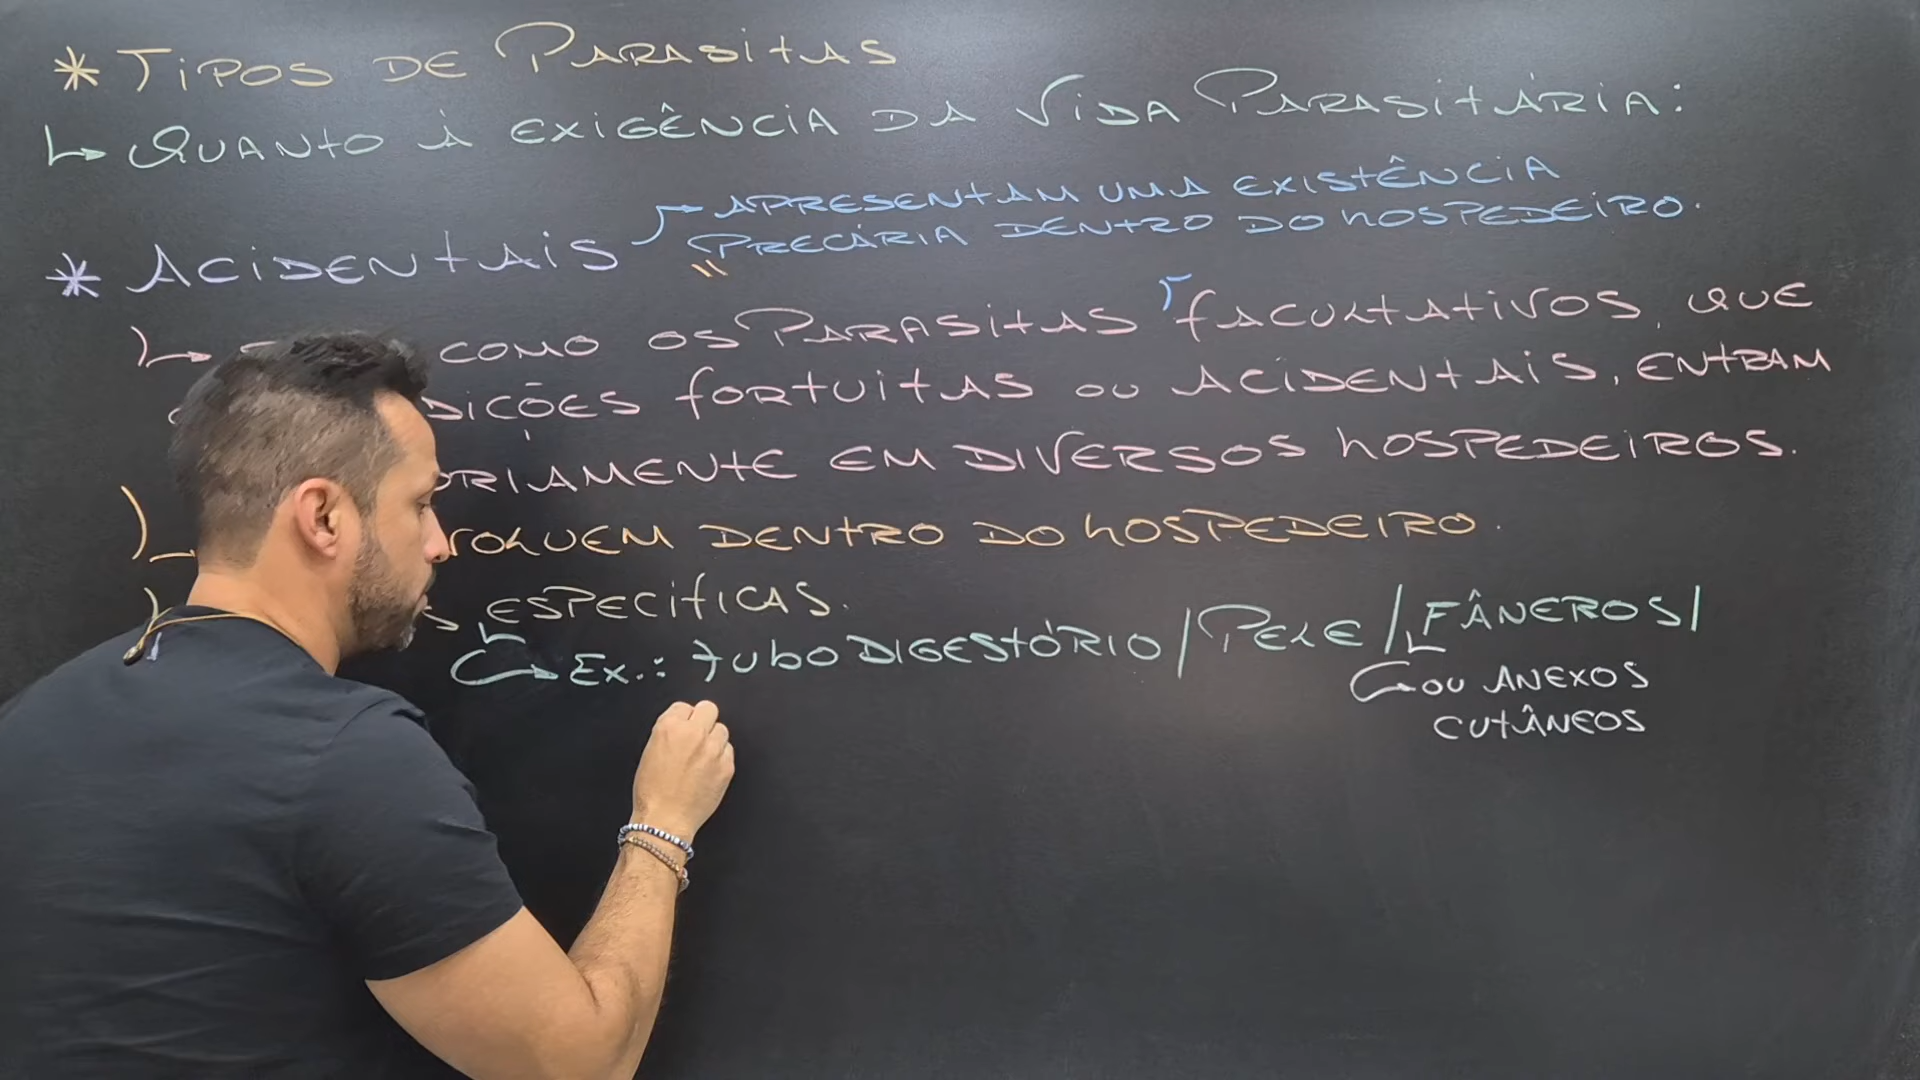 * TIPOS DE PARASITAS
↳ QUANTO À EXIGÊNCIA DA VIDA PARASITÁRIA:
APRESENTAM UMA EXISTÊNCIA
PRECÁRIA DENTRO DO HOSPEDEIRO.
* ACIDENTAIS
COMO OS PARASITAS FACULTATIVOS, QUE
DIÇÕES FORTUITAS OU ACIDENTAIS, ENTRAM
ORIAMENTE EM DIVERSOS HOSPEDEIROS.
OLUEM DENTRO DO HOSPEDEIRO.
S ESPECÍFICAS.
EX.: TUBO DIGESTÓRIO / PELE / FÂNEROS /
OU ANEXOS
CUTÂNEOS